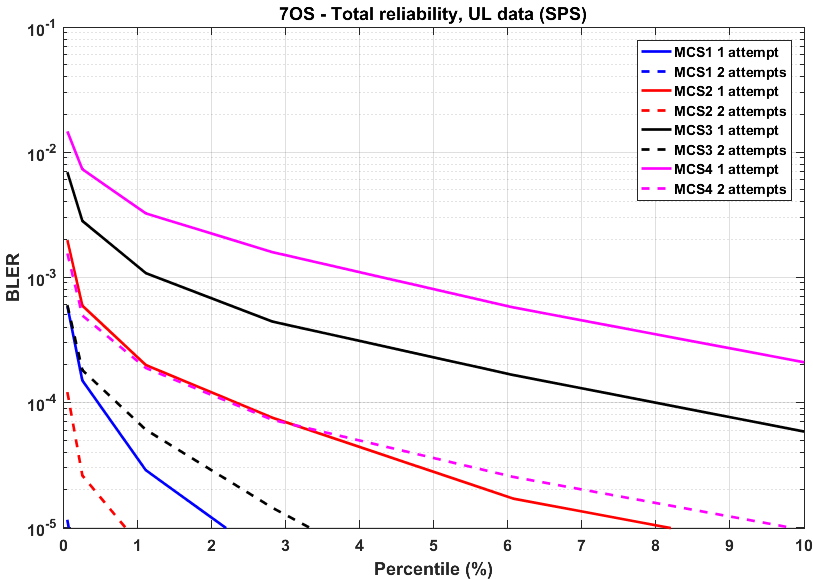 7OS - Total reliability, UL data (SPS)
MCS1 1 attempt
MCS1 2 attempts
MCS2 1 attempt
MCS2 2 attempts
MCS3 1 attempt
MCS3 2 attempts
MCS4 1 attempt
MCS4 2 attempts
BLER
10^-1
10^-2
10^-3
10^-4
10^-5
0 1 2 3 4 5 6 7 8 9 10
Percentile (%)